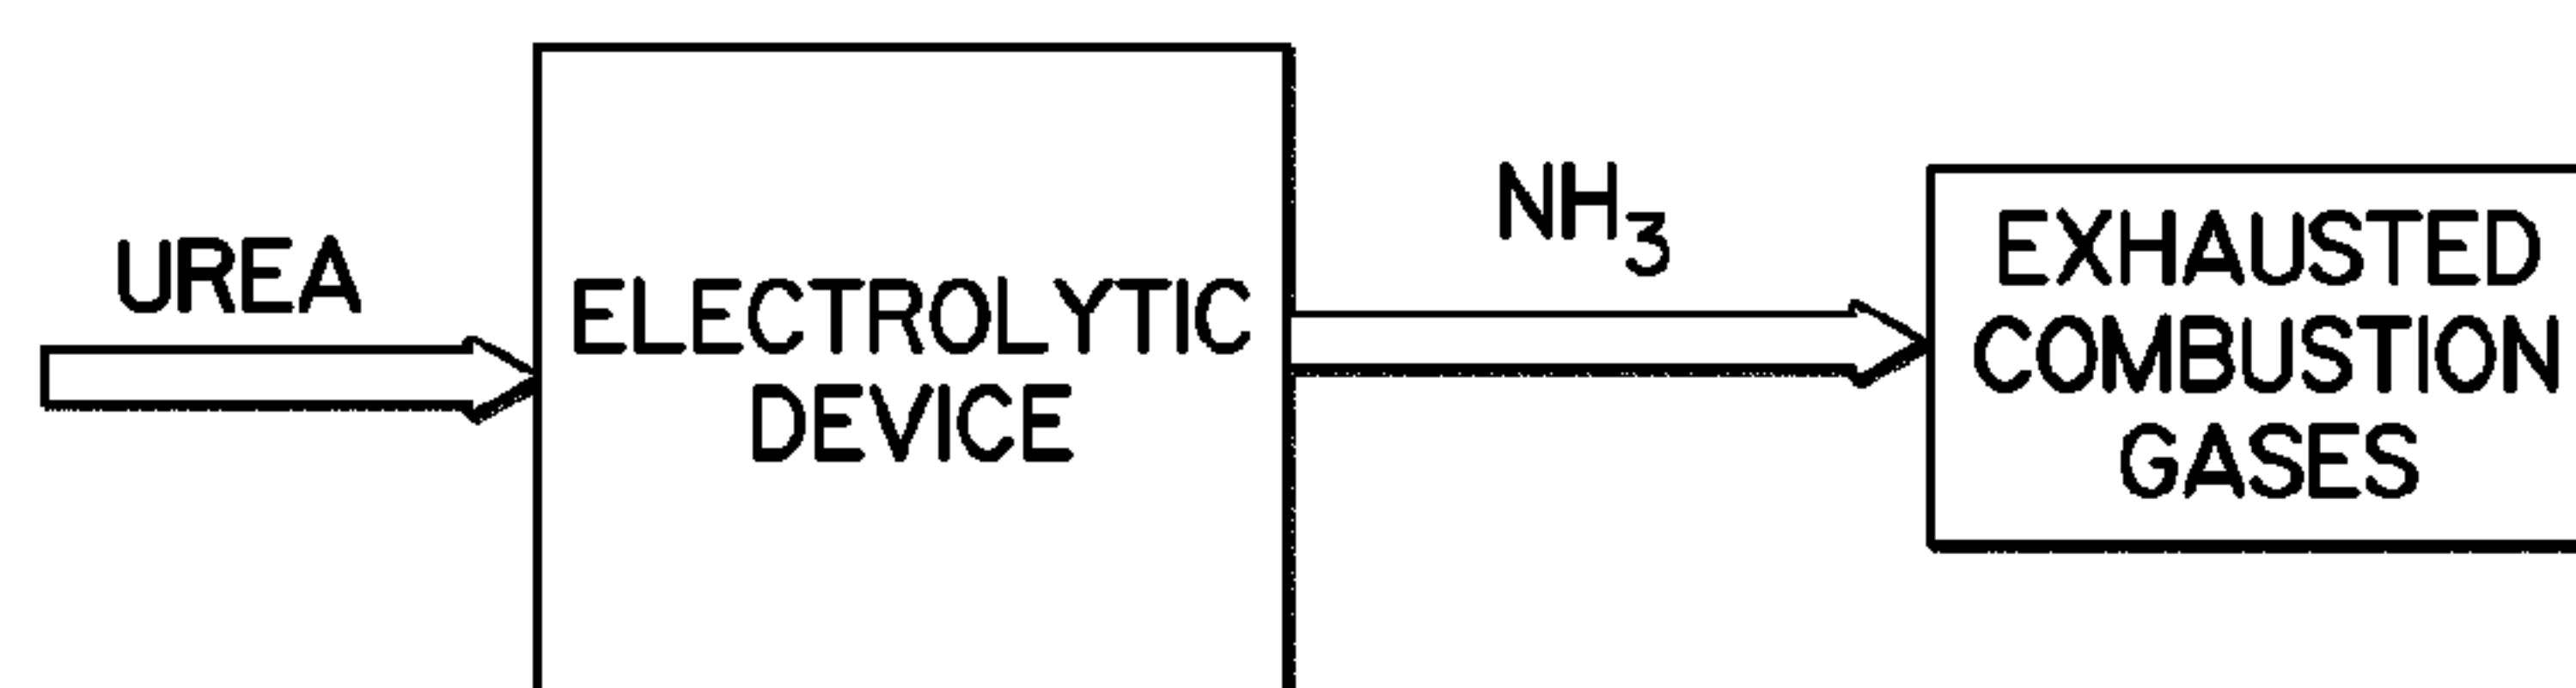 UREA
ELECTROLYTIC
DEVICE
NH₃
EXHAUSTED
COMBUSTION
GASES